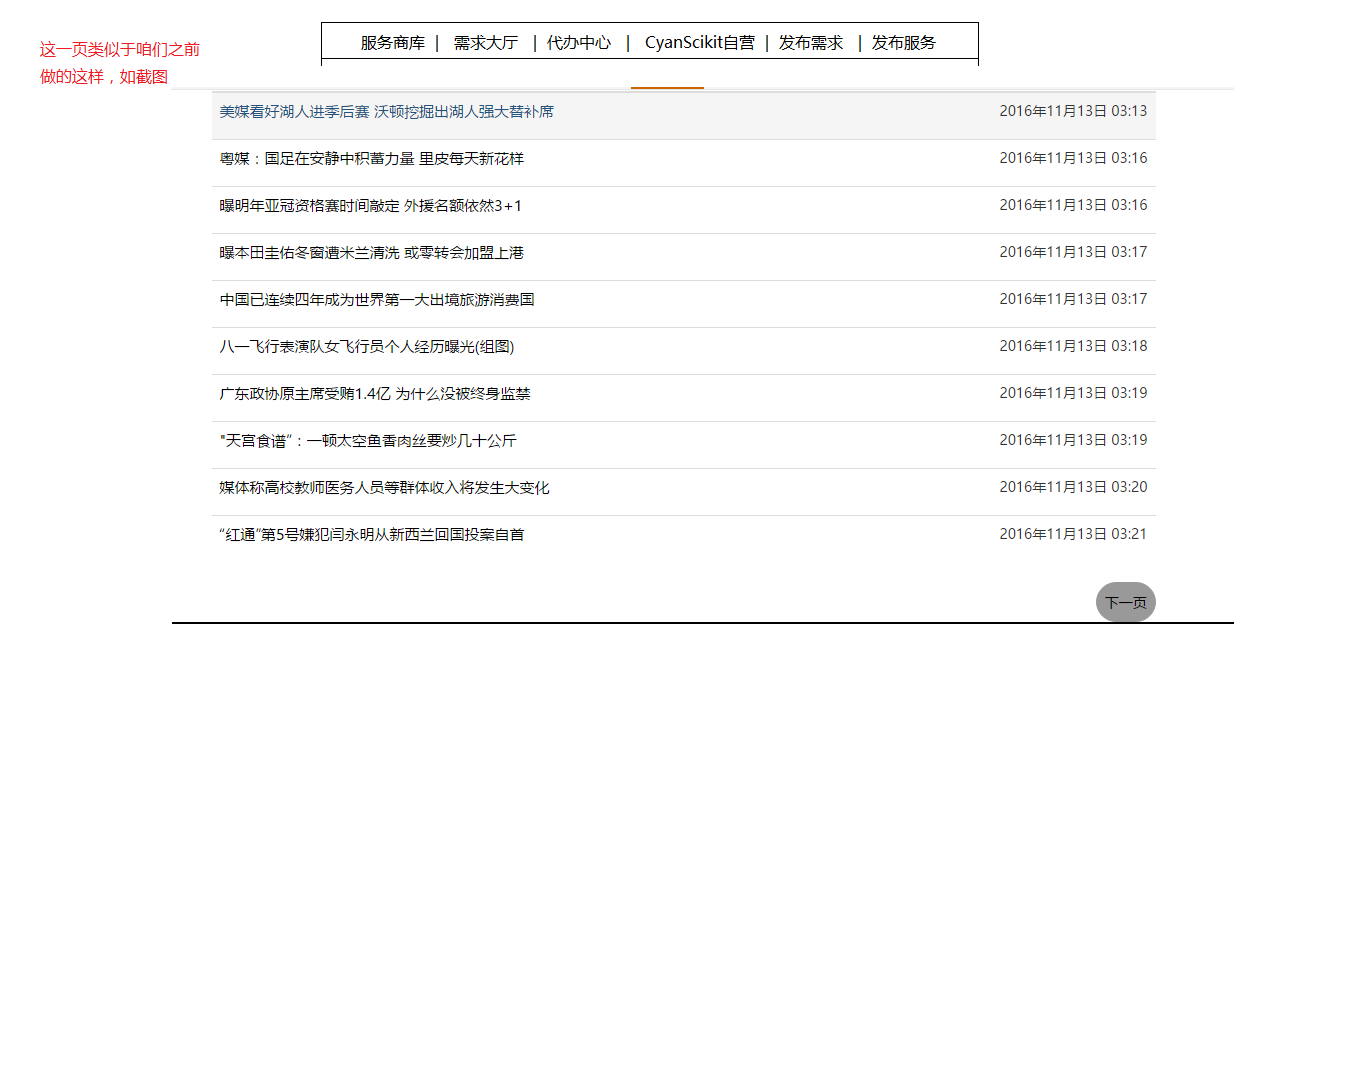 这一页类似于咱们之前
做的这样，如截图
服务商库 | 需求大厅 | 代办中心 | CyanScikit自营 | 发布需求 | 发布服务
美媒看好湖人进季后赛 沃顿挖掘出湖人强大替补席 2016年11月13日 03:13
粤媒：国足在安静中积蓄力量 里皮每天新花样 2016年11月13日 03:16
曝明年亚冠资格赛时间敲定 外援名额依然3+1 2016年11月13日 03:16
曝本田圭佑冬窗遭米兰清洗 或零转会加盟上港 2016年11月13日 03:17
中国已连续四年成为世界第一大出境旅游消费国 2016年11月13日 03:17
八一飞行表演队女飞行员个人经历曝光(组图) 2016年11月13日 03:18
广东政协原主席受贿1.4亿 为什么没被终身监禁 2016年11月13日 03:19
"天宫食谱"：一顿太空鱼香肉丝要炒几十公斤 2016年11月13日 03:19
媒体称高校教师医务人员等群体收入将发生大变化 2016年11月13日 03:20
“红通”第5号嫌犯闫永明从新西兰回国投案自首 2016年11月13日 03:21
下一页